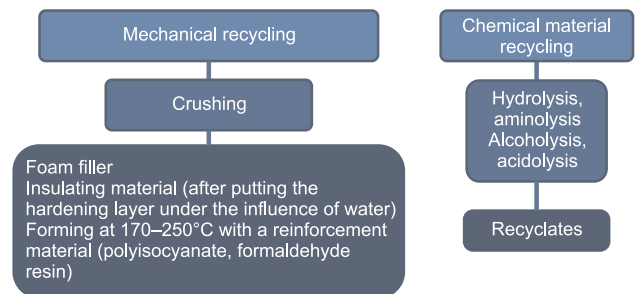 Mechanical recycling
Crushing
Foam filler
Insulating material (after putting the
hardening layer under the influence of water)
Forming at 170–250°C with a reinforcement
material (polyisocyanate, formaldehyde
resin)
Chemical material
recycling
Hydrolysis,
aminolysis
Alcoholysis,
acidolysis
Recyclates